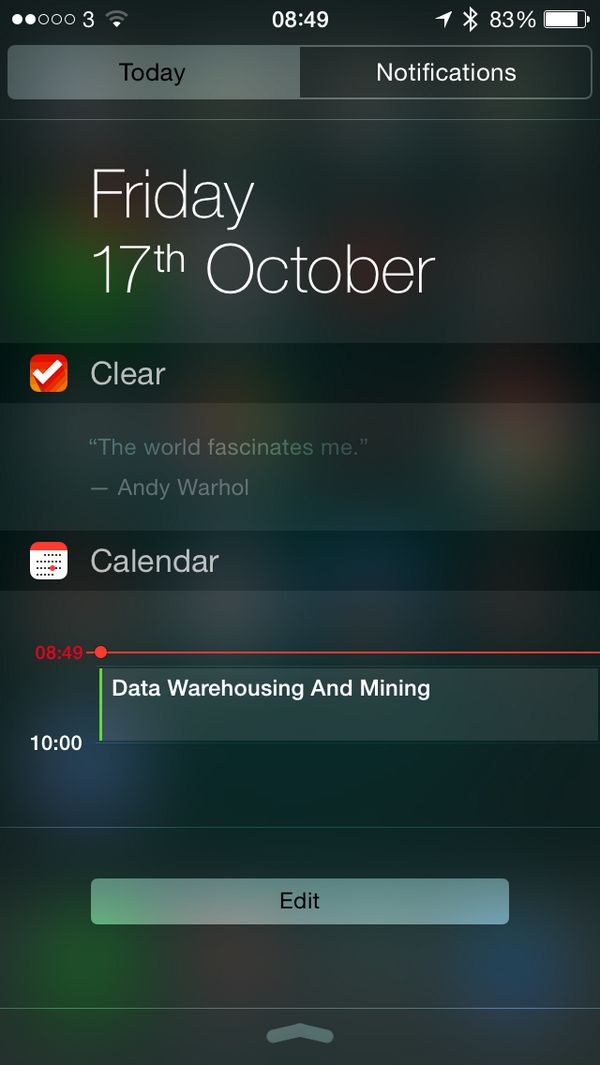 3 08:49 83%
Today Notifications
Friday
17th October
Clear
“The world fascinates me.”
— Andy Warhol
Calendar
08:49
Data Warehousing And Mining
10:00
Edit